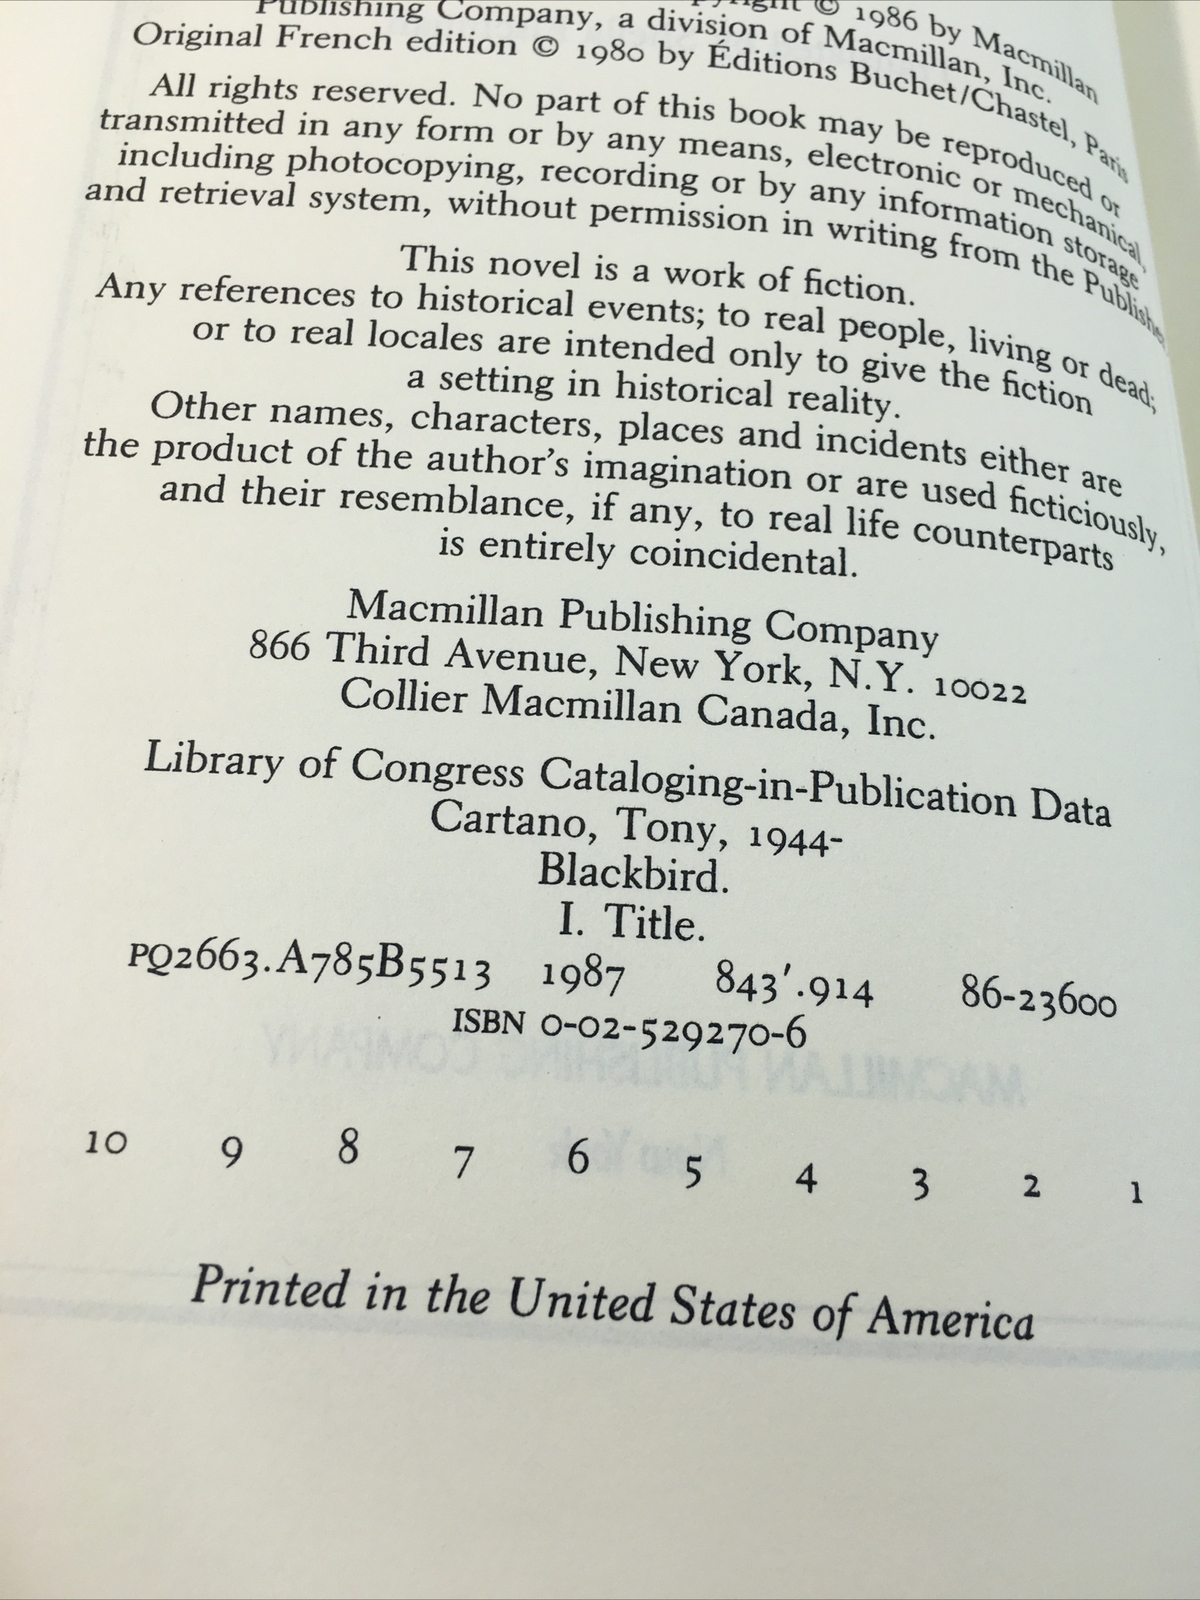 © 1986 by Macmillan
Publishing Company, a division of Macmillan, Inc.
Original French edition © 1980 by Éditions Buchet/Chastel, Paris
All rights reserved. No part of this book may be reproduced or
transmitted in any form or by any means, electronic or mechanical,
including photocopying, recording or by any information storage
and retrieval system, without permission in writing from the
This novel is a work of fiction.
Any references to historical events; to real people, living or dead;
or to real locales are intended only to give the fiction
a setting in historical reality.
Other names, characters, places and incidents either are
the product of the author's imagination or are used ficticiously,
and their resemblance, if any, to real life counterparts
is entirely coincidental.
Macmillan Publishing Company
866 Third Avenue, New York, N.Y. 10022
Collier Macmillan Canada, Inc.
Library of Congress Cataloging-in-Publication Data
Cartano, Tony, 1944-
Blackbird.
I. Title.
PQ2663.A785B5513 1987 843'.914 86-23600
ISBN 0-02-529270-6
10 9 8 7 6 5 4 3 2 1
Printed in the United States of America